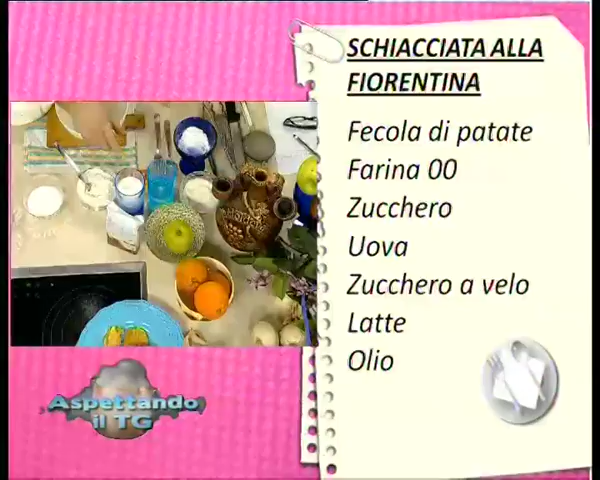 SCHIACCIATA ALLA
FIORENTINA
Fecola di patate
Farina 00
Zucchero
Uova
Zucchero a velo
Latte
Olio
Aspettando
il TG